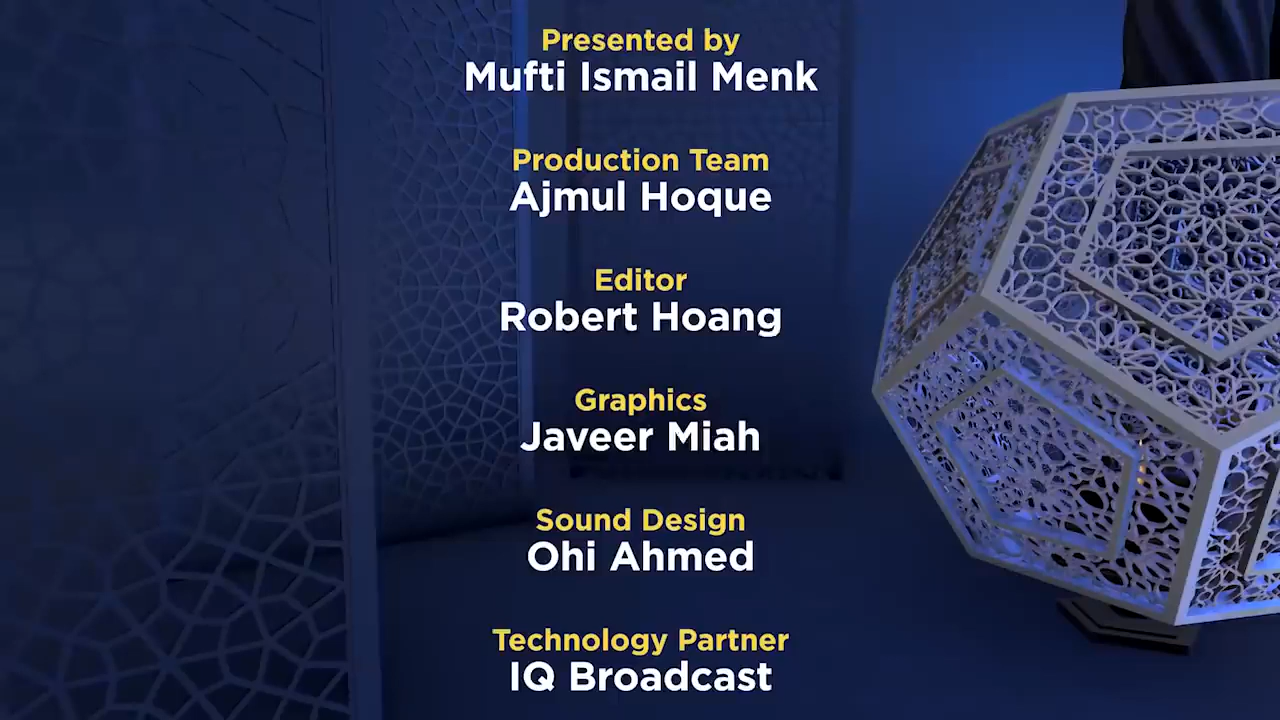 Presented by
Mufti Ismail Menk
Production Team
Ajmul Hoque
Editor
Robert Hoang
Graphics
Javeer Miah
Sound Design
Ohi Ahmed
Technology Partner
IQ Broadcast